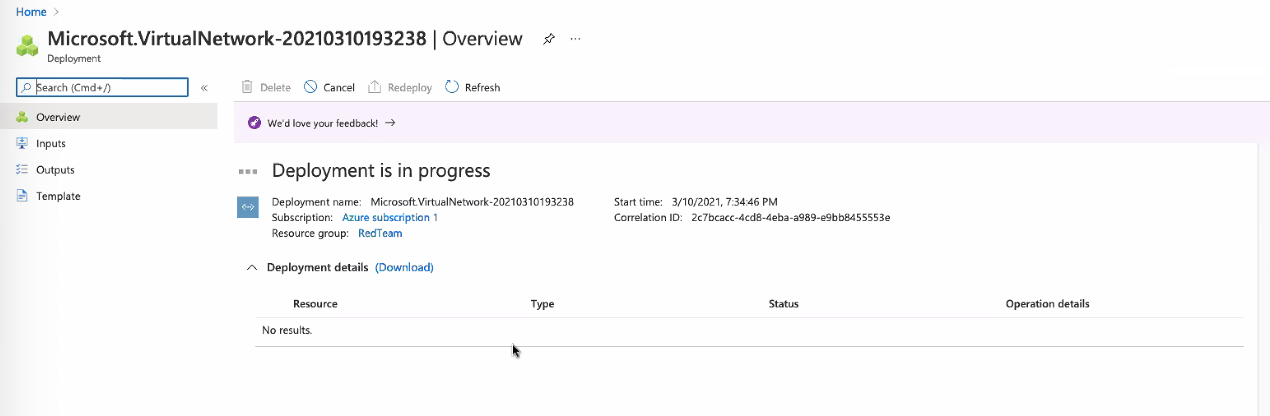 Home >
Microsoft.VirtualNetwork-20210310193238 | Overview ...
Deployment
Search (Cmd+/)
«
Delete Cancel Redeploy Refresh
Overview
Inputs
Outputs
Template
We'd love your feedback! →
Deployment is in progress
Deployment name: Microsoft.VirtualNetwork-20210310193238 Start time: 3/10/2021, 7:34:46 PM
Subscription: Azure subscription 1 Correlation ID: 2c7bcacc-4cd8-4eba-a989-e9bb8455553e
Resource group: RedTeam
Deployment details (Download)
Resource Type Status Operation details
No results.